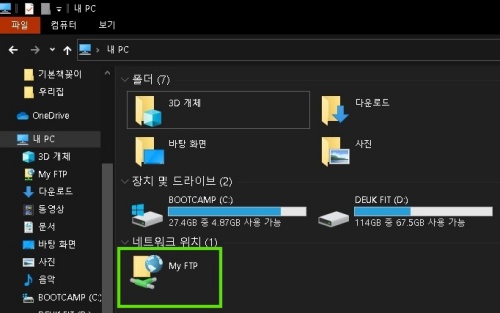 내 PC
파일 컴퓨터 보기
내 PC
기본책꽂이
우리집
OneDrive
내 PC
3D 개체
My FTP
다운로드
동영상
문서
바탕 화면
사진
음악
BOOTCAMP (C:)
폴더 (7)
3D 개체
다운로드
바탕 화면
사진
장치 및 드라이브 (2)
BOOTCAMP (C:)
27.4GB 중 4.87GB 사용 가능
DEUK FIT (D:)
114GB 중 67.5GB 사용 가능
네트워크 위치 (1)
My FTP